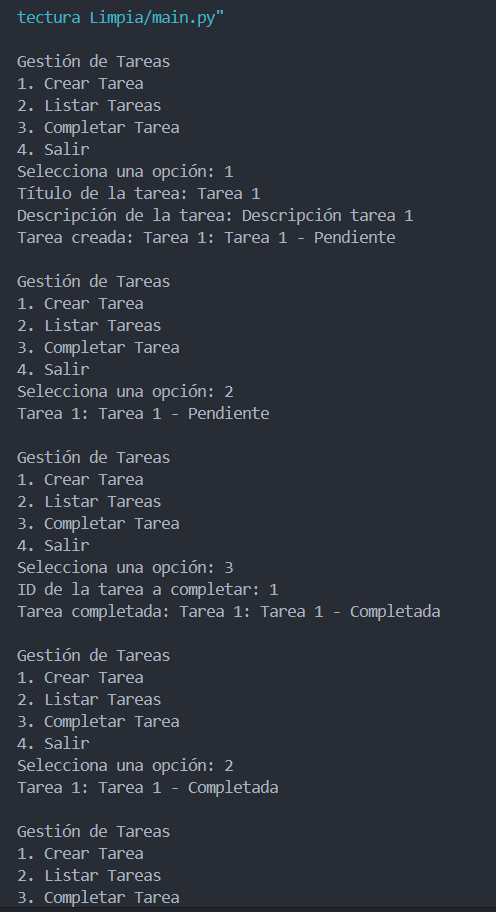 tectura Limpia/main.py"
Gestión de Tareas
1. Crear Tarea
2. Listar Tareas
3. Completar Tarea
4. Salir
Selecciona una opción: 1
Título de la tarea: Tarea 1
Descripción de la tarea: Descripción tarea 1
Tarea creada: Tarea 1: Tarea 1 - Pendiente
Gestión de Tareas
1. Crear Tarea
2. Listar Tareas
3. Completar Tarea
4. Salir
Selecciona una opción: 2
Tarea 1: Tarea 1 - Pendiente
Gestión de Tareas
1. Crear Tarea
2. Listar Tareas
3. Completar Tarea
4. Salir
Selecciona una opción: 3
ID de la tarea a completar: 1
Tarea completada: Tarea 1: Tarea 1 - Completada
Gestión de Tareas
1. Crear Tarea
2. Listar Tareas
3. Completar Tarea
4. Salir
Selecciona una opción: 2
Tarea 1: Tarea 1 - Completada
Gestión de Tareas
1. Crear Tarea
2. Listar Tareas
3. Completar Tarea